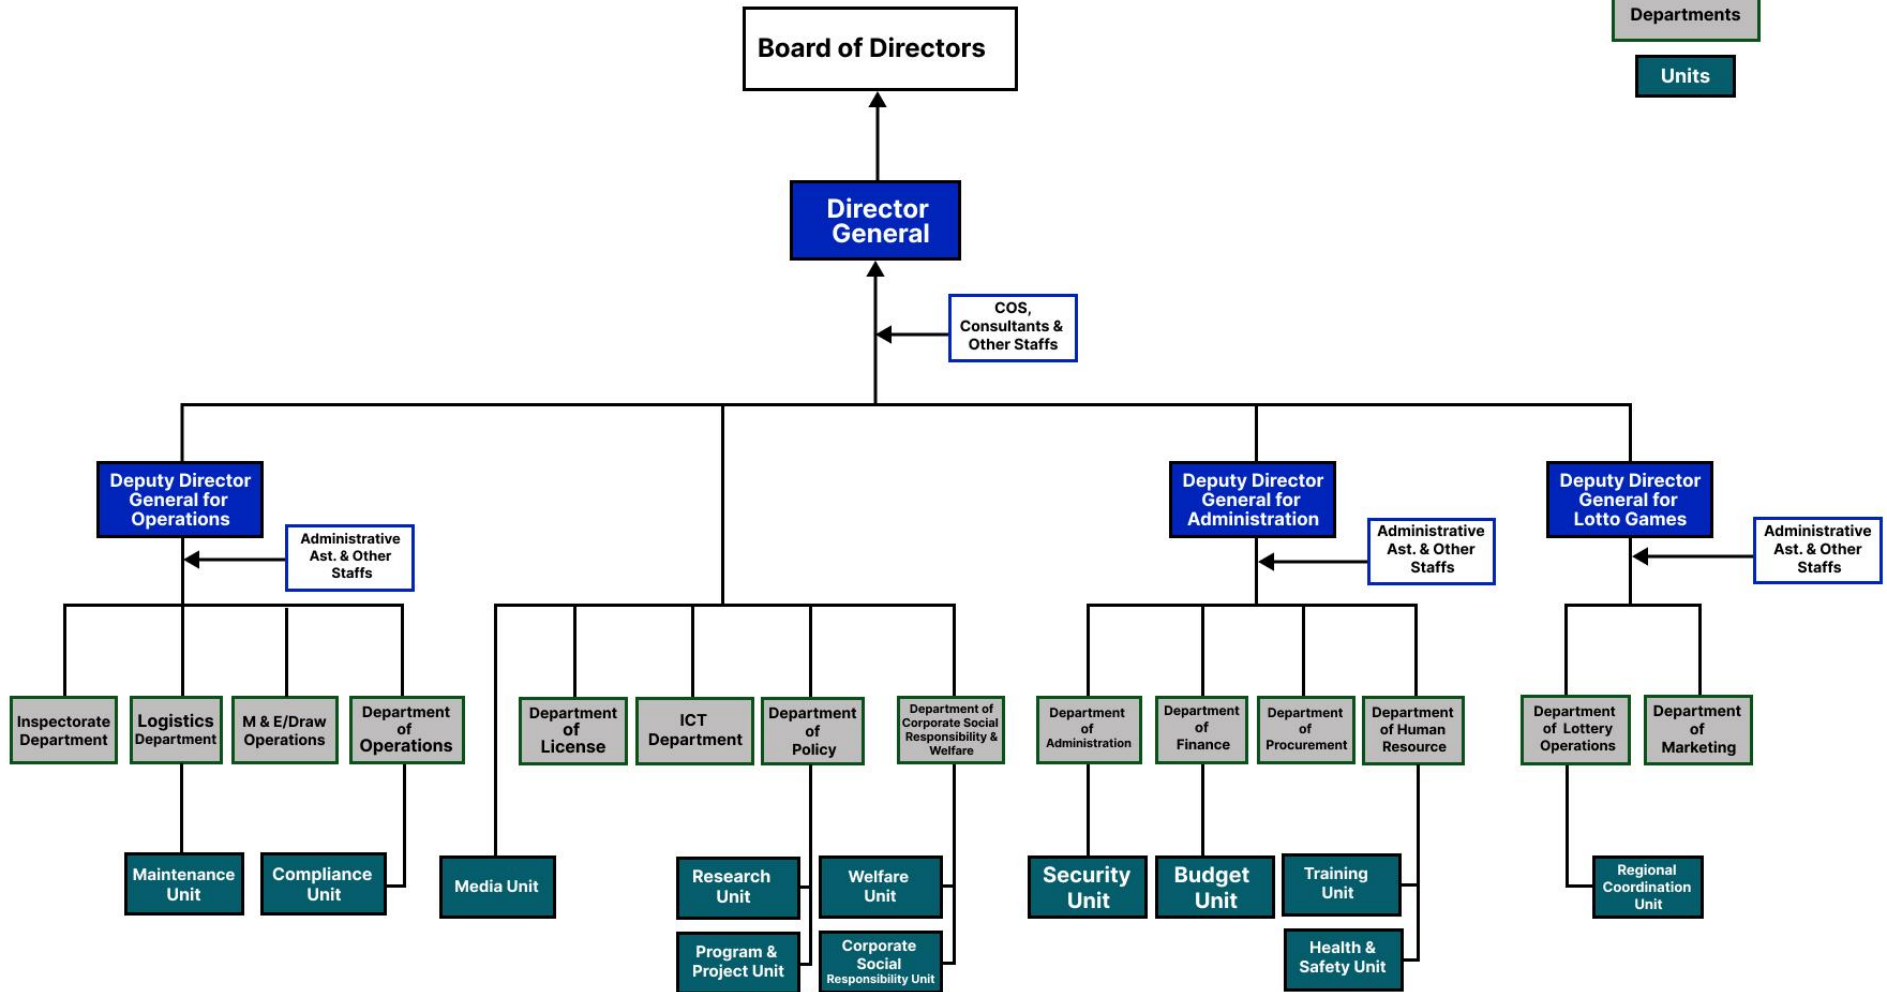 Departments
Units
Board of Directors
Director
General
COS,
Consultants &
Other Staffs
Deputy Director
General for
Operations
Administrative
Ast. & Other
Staffs
Deputy Director
General for
Administration
Administrative
Ast. & Other
Staffs
Deputy Director
General for
Lotto Games
Administrative
Ast. & Other
Staffs
Inspectorate
Department
Logistics
Department
M & E/Draw
Operations
Department
of
Operations
Department
of
License
ICT
Department
Department
of
Policy
Department of
Corporate Social
Responsibility &
Welfare
Department
of
Administration
Department
of
Finance
Department
of
Procurement
Department
of Human
Resource
Department
of Lottery
Operations
Department
of
Marketing
Maintenance
Unit
Compliance
Unit
Media Unit
Research
Unit
Welfare
Unit
Security
Unit
Budget
Unit
Training
Unit
Regional
Coordination
Unit
Program &
Project Unit
Corporate
Social
Responsibility Unit
Health &
Safety Unit